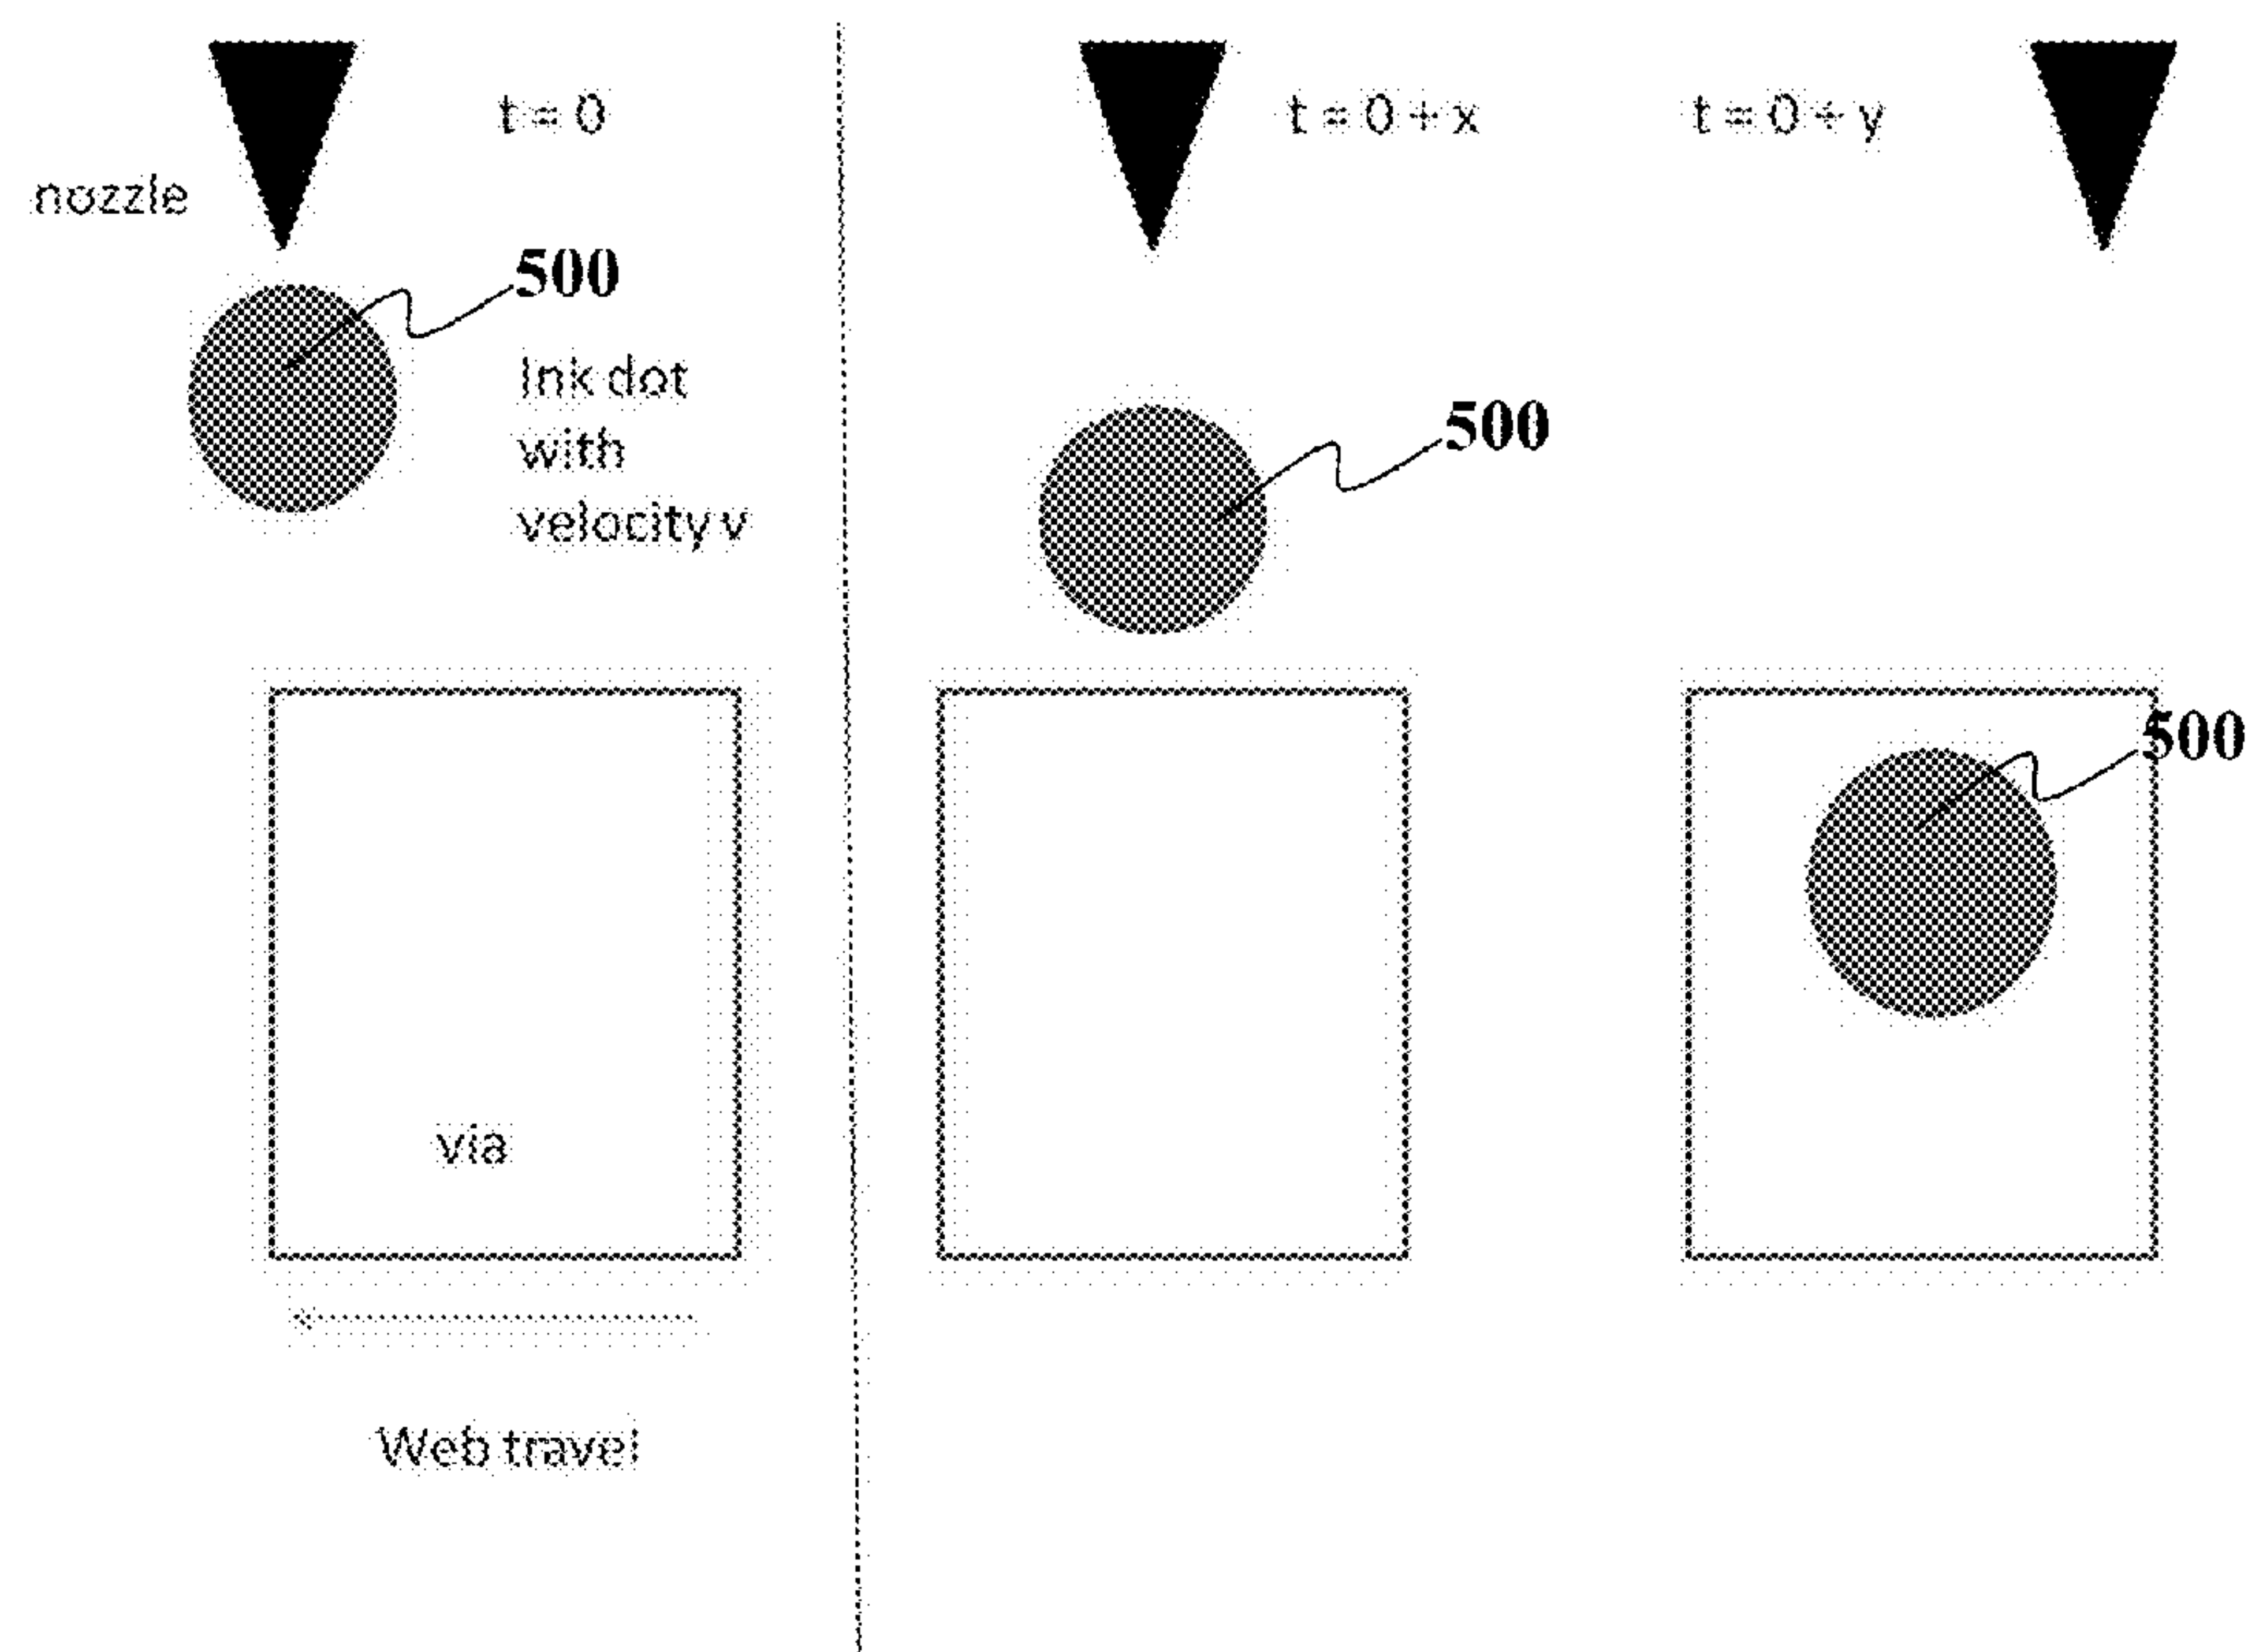 t = 0
nozzle
500
Ink dot
with
velocity v
via
Web travel
t = 0 + x
500
t = 0 + y
500